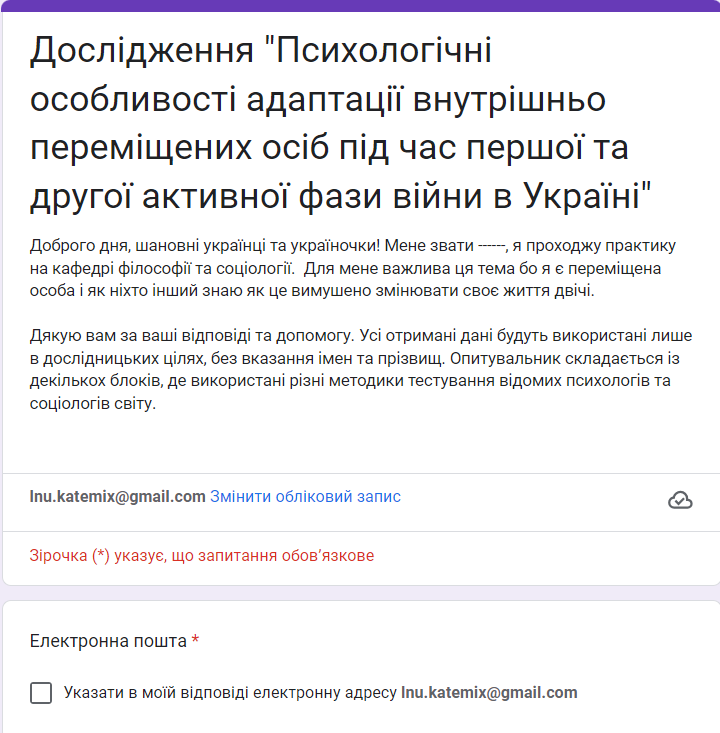 Дослідження "Психологічні
особливості адаптації внутрішньо
переміщених осіб під час першої та
другої активної фази війни в Україні"
Доброго дня, шановні українці та україночки! Мене звати ------, я проходжу практику
на кафедрі філософії та соціології.  Для мене важлива ця тема бо я є переміщена
особа і як ніхто інший знаю як це вимушено змінювати своє життя двічі.
Дякую вам за ваші відповіді та допомогу. Усі отримані дані будуть використані лише
в дослідницьких цілях, без вказання імен та прізвищ. Опитувальник складається із
декількох блоків, де використані різні методики тестування відомих психологів та
соціологів світу.
lnu.katemix@gmail.com Змінити обліковий запис
Зірочка (*) указує, що запитання обов’язкове
Електронна пошта *
Указати в моїй відповіді електронну адресу lnu.katemix@gmail.com